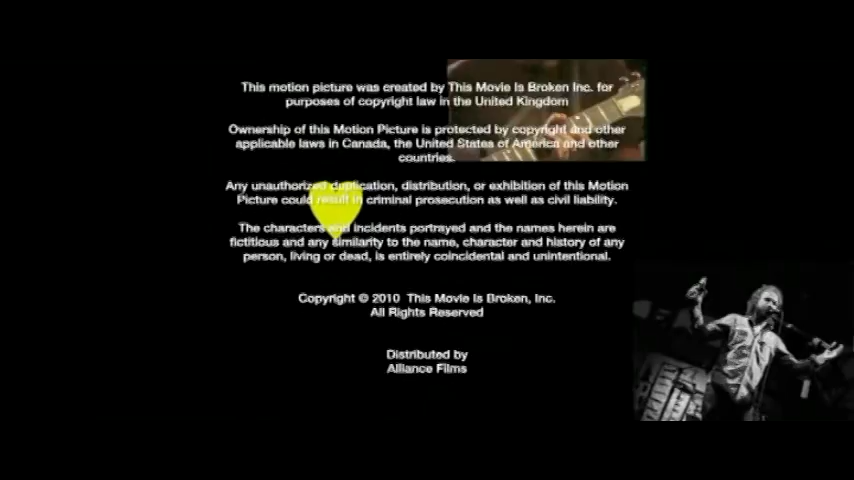 This motion picture was created by This Movie Is Broken Inc. for
purposes of copyright law in the United Kingdom
Ownership of this Motion Picture is protected by copyright and other
applicable laws in Canada, the United States of America and other
countries.
Any unauthorized duplication, distribution, or exhibition of this Motion
Picture could result in criminal prosecution as well as civil liability.
The characters and incidents portrayed and the names herein are
fictitious and any similarity to the name, character and history of any
person, living or dead, is entirely coincidental and unintentional.
Copyright © 2010 This Movie Is Broken, Inc.
All Rights Reserved
Distributed by
Alliance Films